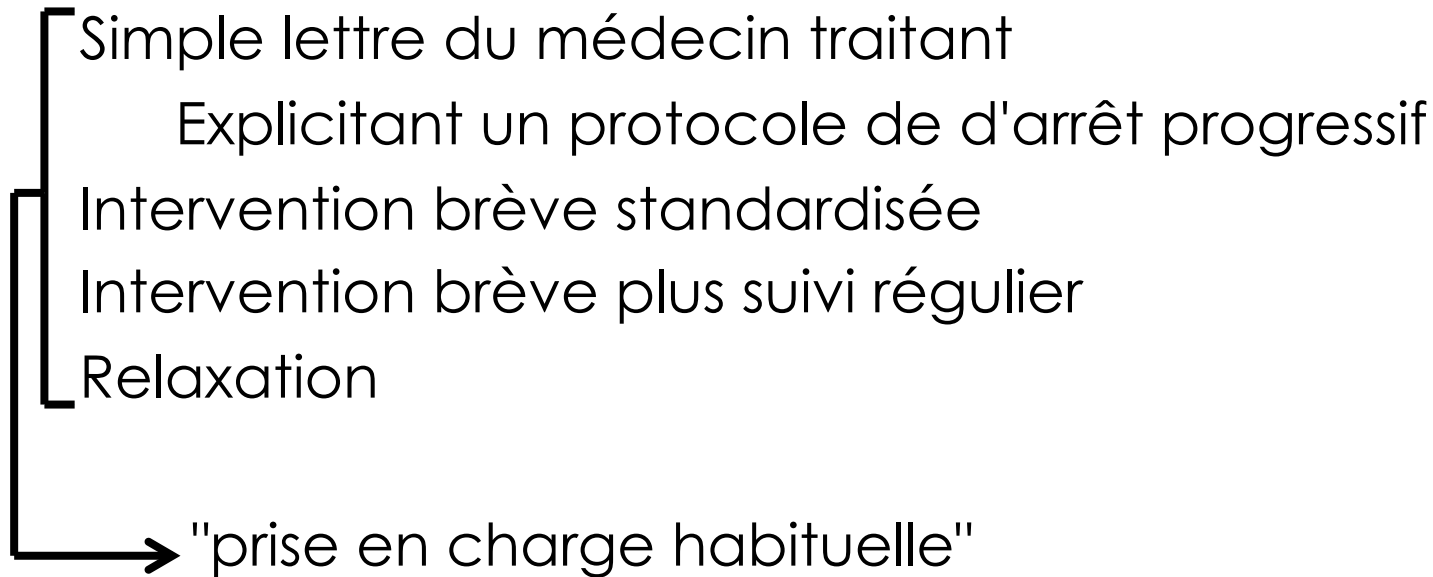 Simple lettre du médecin traitant
Explicitant un protocole de d'arrêt progressif
Intervention brève standardisée
Intervention brève plus suivi régulier
Relaxation
"prise en charge habituelle"